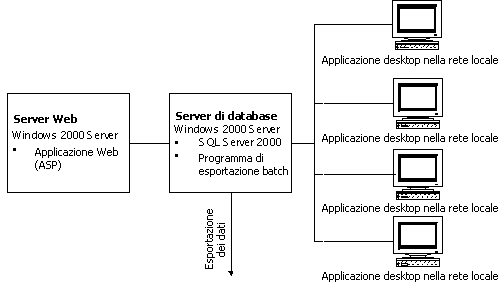 Server Web
Windows 2000 Server
▪ Applicazione Web
(ASP)
Server di database
Windows 2000 Server
▪ SQL Server 2000
▪ Programma di
esportazione batch
Esportazione
dei dati
Applicazione desktop nella rete locale
Applicazione desktop nella rete locale
Applicazione desktop nella rete locale
Applicazione desktop nella rete locale